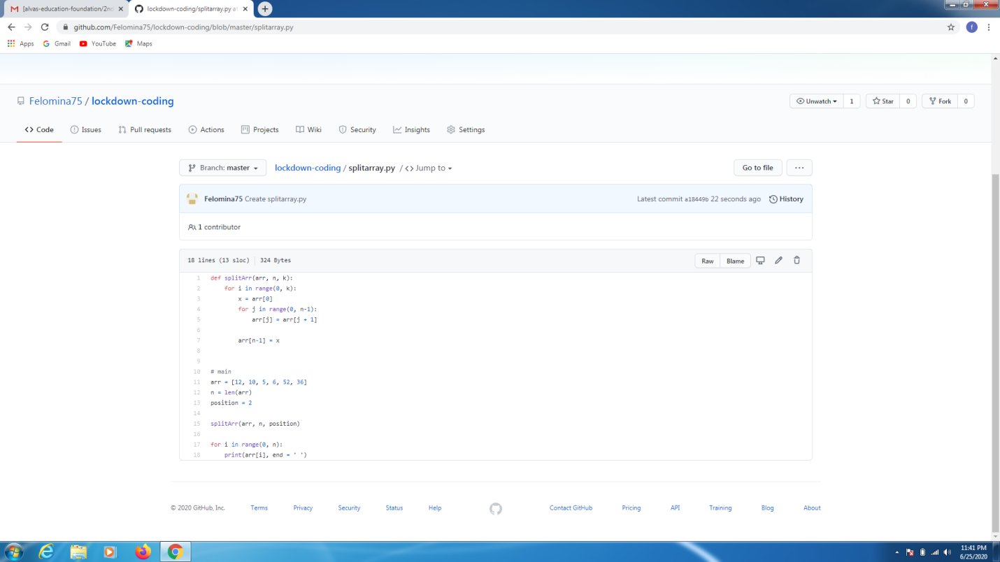 [alvas-education-foundation/2nd
lockdown-coding/splitarray.py at
github.com/Felomina75/lockdown-coding/blob/master/splitarray.py
f
Apps Gmail YouTube Maps
Felomina75 / lockdown-coding
Unwatch 1 Star 0 Fork 0
Code Issues Pull requests Actions Projects Wiki Security Insights Settings
Branch: master lockdown-coding / splitarray.py / <> Jump to
Go to file ...
Felomina75 Create splitarray.py Latest commit a18449b 22 seconds ago History
1 contributor
18 lines (13 sloc) | 324 Bytes Raw Blame
1 def splitArr(arr, n, k):
2     for i in range(0, k):
3         x = arr[0]
4         for j in range(0, n-1):
5             arr[j] = arr[j + 1]
6
7         arr[n-1] = x
8
9
10 # main
11 arr = [12, 10, 5, 6, 52, 36]
12 n = len(arr)
13 position = 2
14
15 splitArr(arr, n, position)
16
17 for i in range(0, n):
18     print(arr[i], end = ' ')
© 2020 GitHub, Inc. Terms Privacy Security Status Help Contact GitHub Pricing API Training Blog About
11:41 PM
6/25/2020